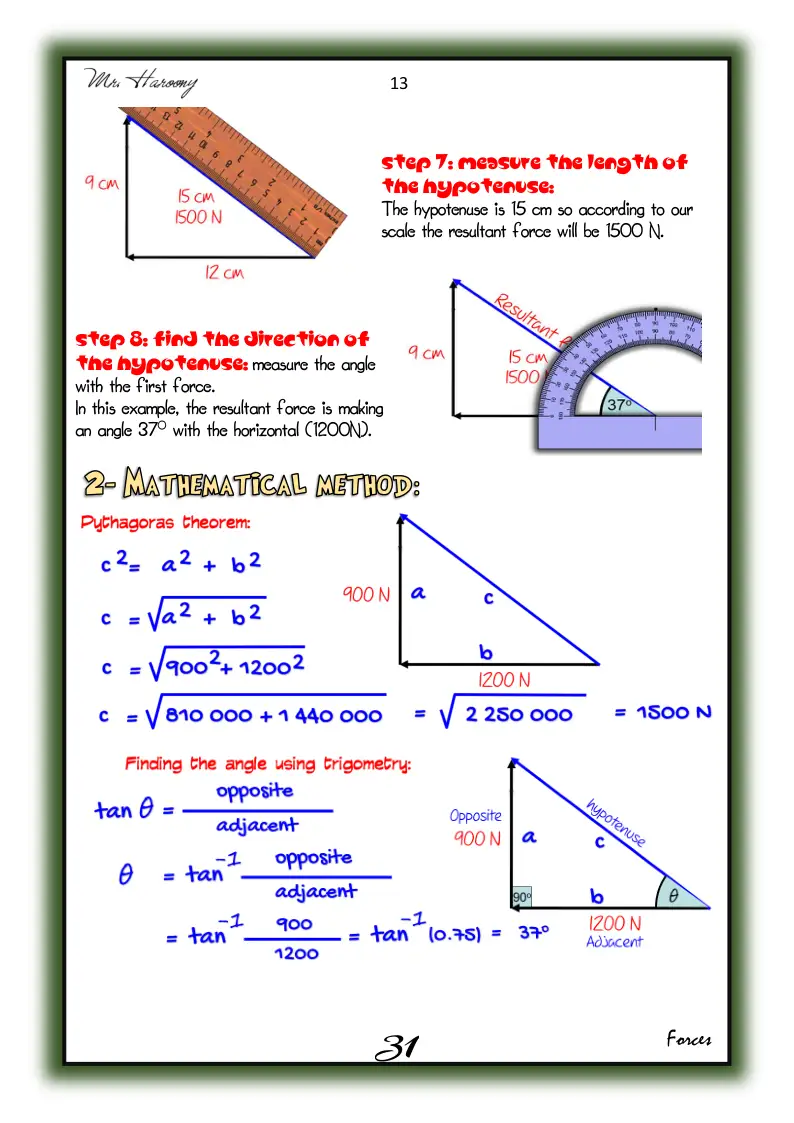 Mr. Haroony
13
9 cm
15 cm
1500 N
12 cm
step 7: measure the length of
the hypotenuse:
The hypotenuse is 15 cm so according to our
scale the resultant force will be 1500 N.
step 8: find the direction of
the hypotenuse: measure the angle
with the first force.
In this example, the resultant force is making
an angle 37⁰ with the horizontal (1200N).
Resultant
9 cm
15 cm
1500
37°
2- Mathematical method:
Pythagoras theorem:
c² = a² + b²
c = √a² + b²
c = √900² + 1200²
c = √810 000 + 1 440 000 = √2 250 000 = 1500 N
900 N a c
b
1200 N
Finding the angle using trigometry:
tan θ = opposite
adjacent
θ = tan⁻¹ opposite
adjacent
= tan⁻¹ 900
1200
= tan⁻¹ (0.75) = 37°
Opposite
900 N a
hypotenuse
c
90° b θ
1200 N
Adjacent
31
Forces